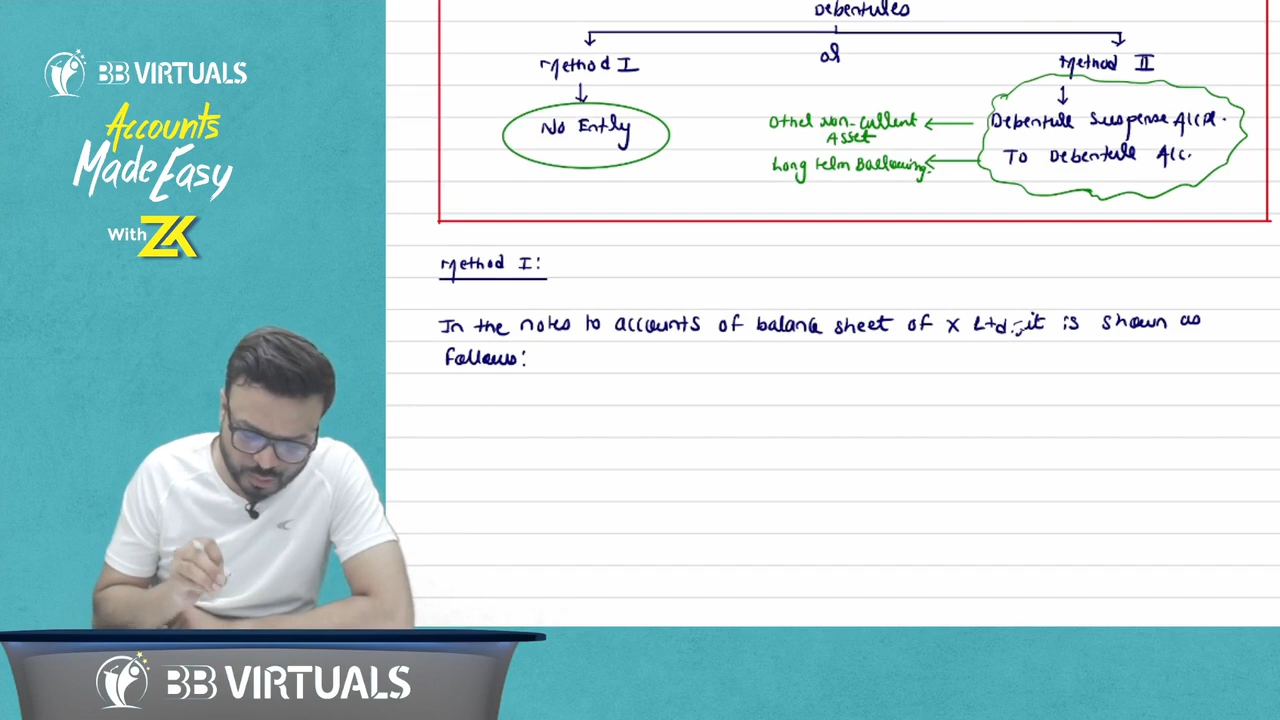 BB VIRTUALS
Accounts
Made Easy
With ZK
Debentures
Method I
or
Method II
No Entry
Other non-current
Asset
Debenture Suspense A/c Dr.
Long term Borrowing.
To Debenture A/c.
Method I:
In the notes to accounts of balance sheet of X Ltd., it is shown as
follows:
BB VIRTUALS